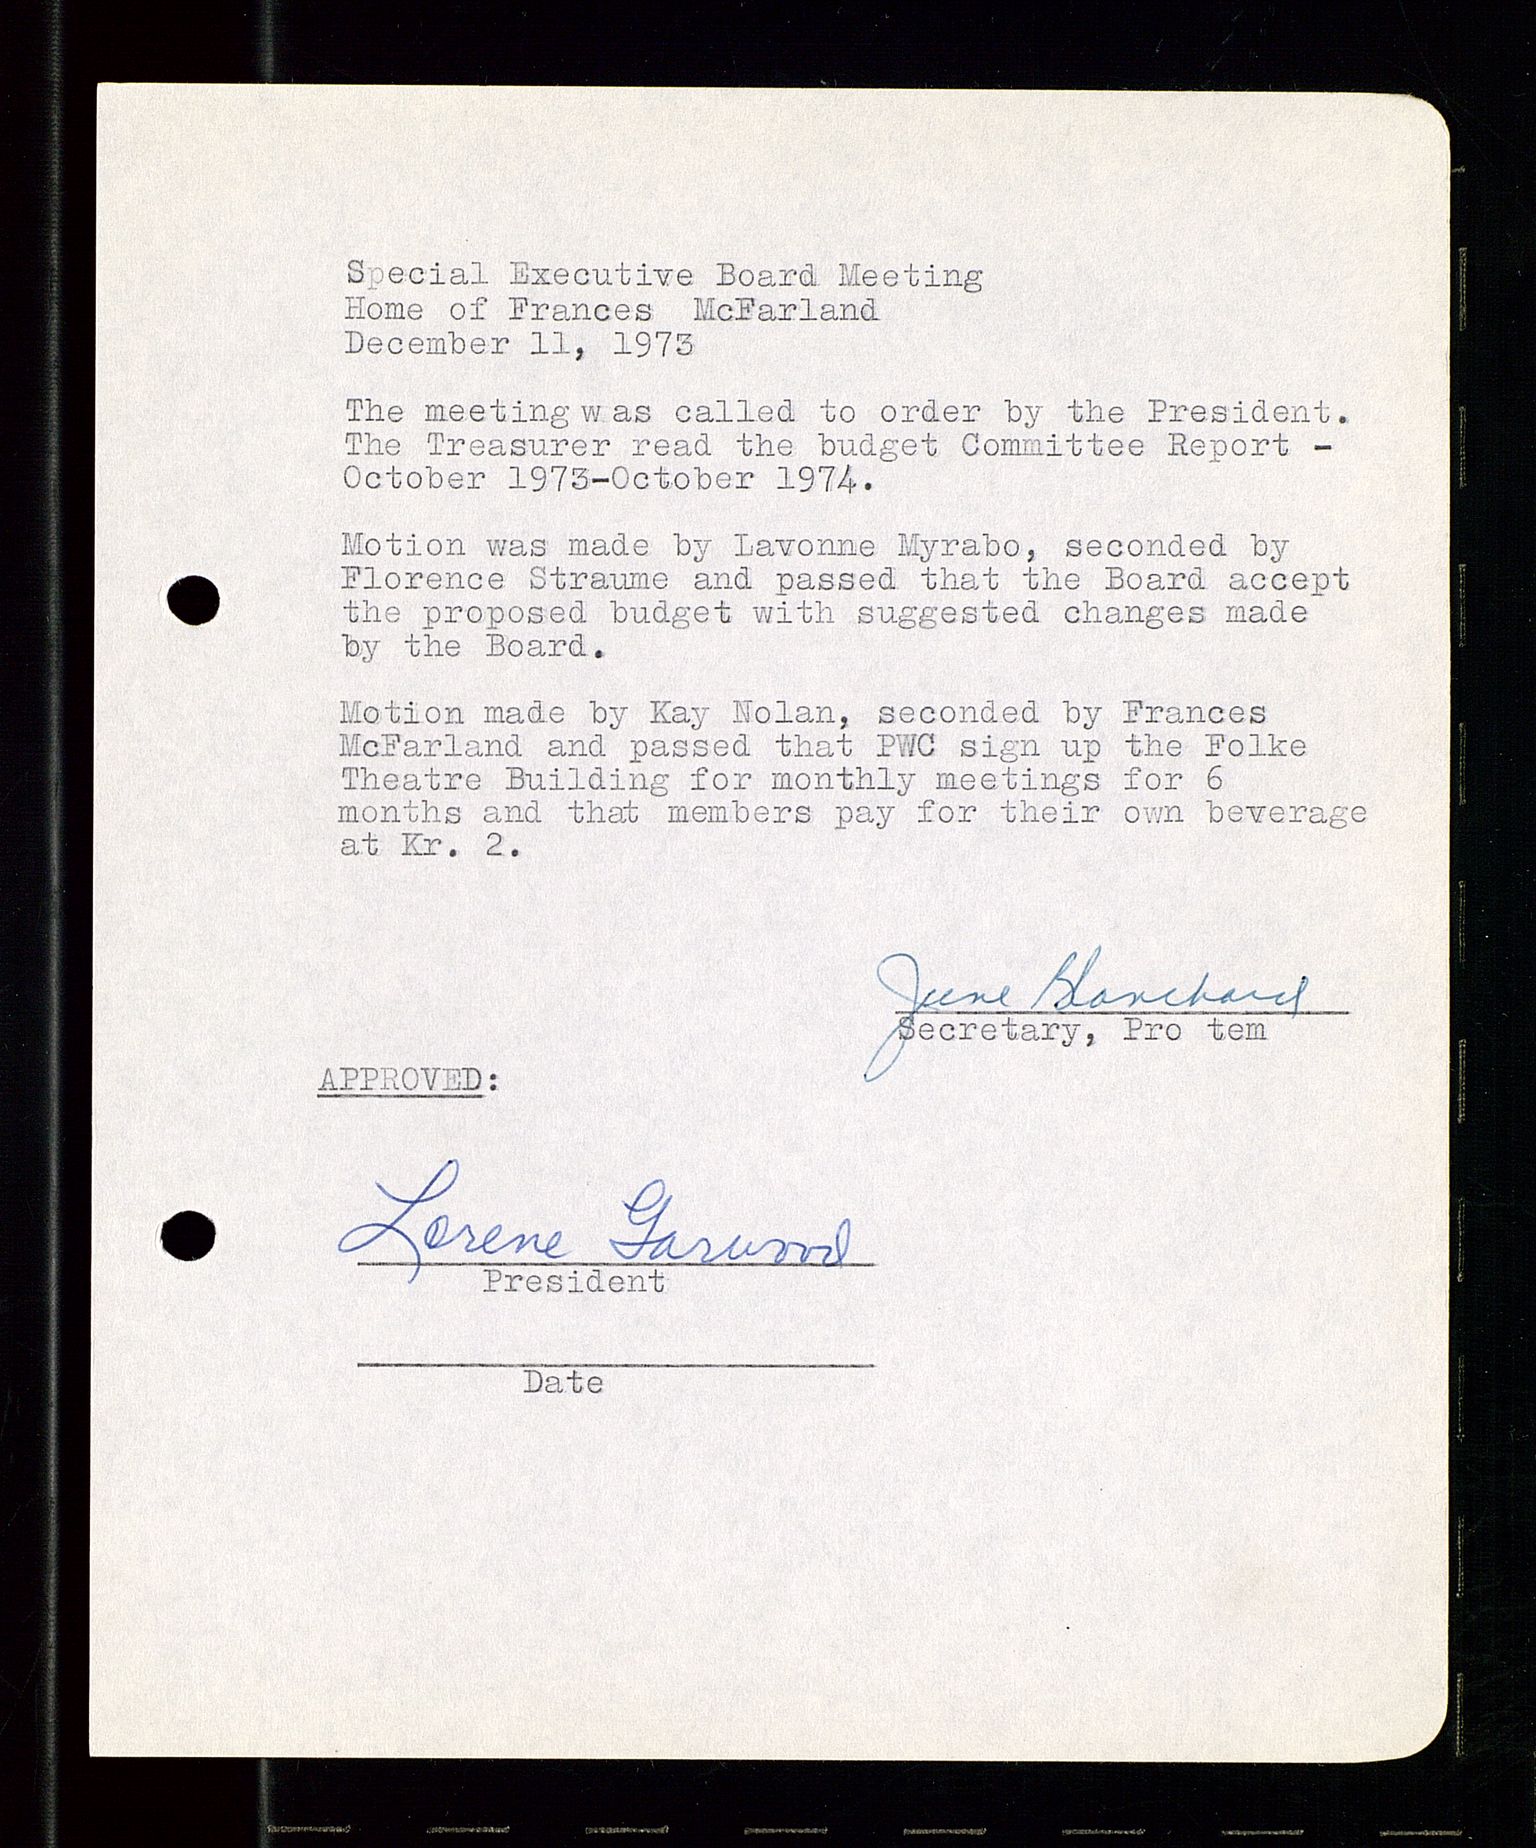 Special Executive Board Meeting
Home of Frances McFarland
December 11, 1973
The meeting was called to order by the President.
The Treasurer read the budget Committee Report -
October 1973-October 1974.
Motion was made by Lavonne Myrabo, seconded by
Florence Straume and passed that the Board accept
the proposed budget with suggested changes made
by the Board.
Motion made by Kay Nolan, seconded by Frances
McFarland and passed that PWC sign up the Folke
Theatre Building for monthly meetings for 6
months and that members pay for their own beverage
at Kr. 2.
June Blanchard
Secretary, Pro tem
APPROVED:
Lorene Garwood
President
Date